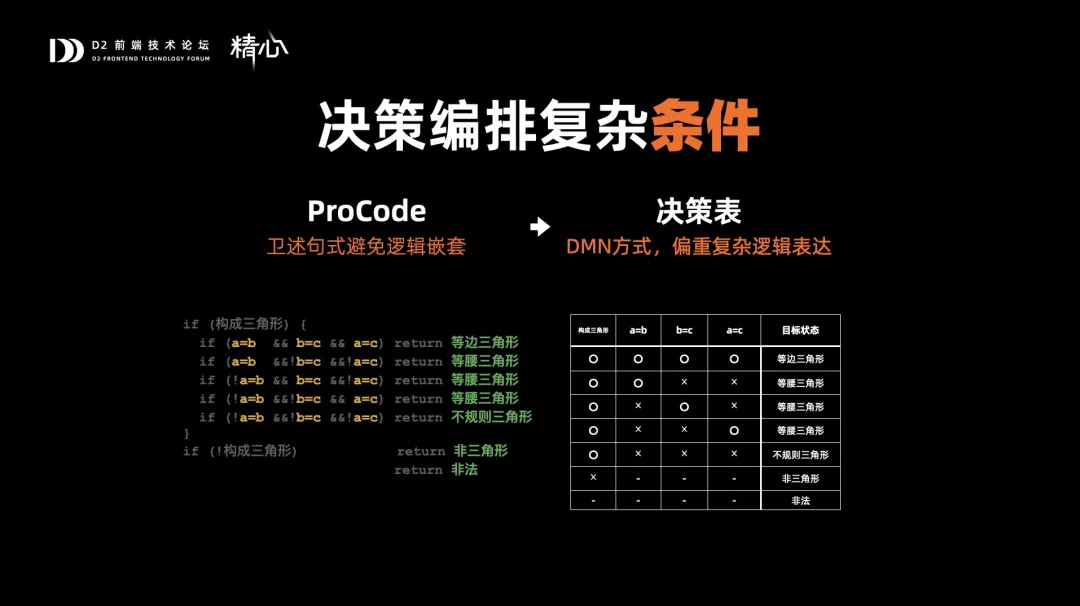 D2 前端技术论坛
D2 FRONTEND TECHNOLOGY FORUM
精心
决策编排复杂条件
ProCode
卫述句式避免逻辑嵌套
if (构成三角形) {
if (a=b && b=c && a=c) return 等边三角形
if (a=b &&!b=c &&!a=c) return 等腰三角形
if (!a=b && b=c &&!a=c) return 等腰三角形
if (!a=b &&!b=c && a=c) return 等腰三角形
if (!a=b &&!b=c &&!a=c) return 不规则三角形
}
if (!构成三角形) return 非三角形
return 非法
决策表
DMN方式，偏重复杂逻辑表达
构成三角形 a=b b=c a=c 目标状态
O O O O 等边三角形
O O × × 等腰三角形
O × O × 等腰三角形
O × × O 等腰三角形
O × × × 不规则三角形
× - - - 非三角形
- - - - 非法